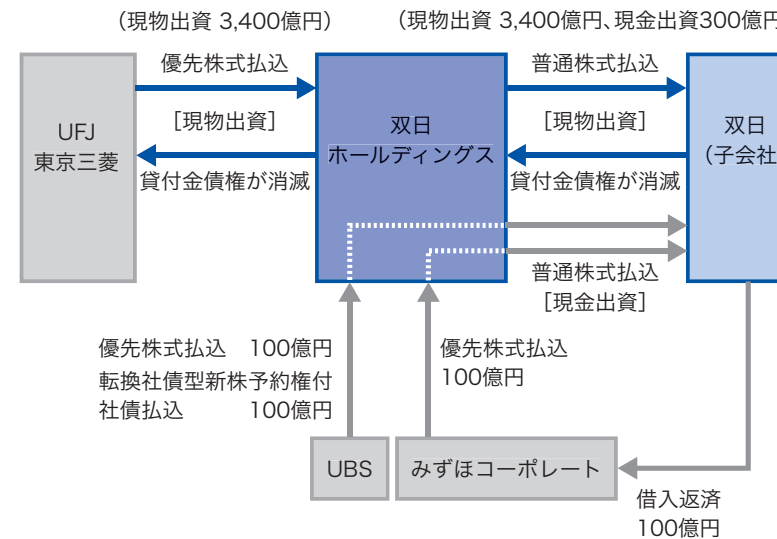 （現物出資 3,400億円）
（現物出資 3,400億円、現金出資300億円
優先株式払込
普通株式払込
UFJ
東京三菱
［現物出資］
双日
ホールディングス
［現物出資］
双日
（子会社
貸付金債権が消滅
貸付金債権が消滅
普通株式払込
［現金出資］
優先株式払込 100億円
転換社債型新株予約権付
社債払込 100億円
優先株式払込
100億円
UBS
みずほコーポレート
借入返済
100億円